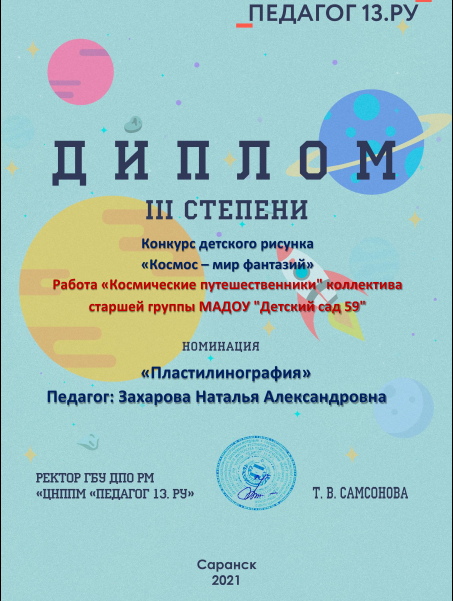 ПЕДАГОГ 13.РУ
ДИПЛОМ
III СТЕПЕНИ
Конкурс детского рисунка
«Космос – мир фантазий»
Работа «Космические путешественники" коллектива
старшей группы МАДОУ "Детский сад 59"
НОМИНАЦИЯ
«Пластилинография»
Педагог: Захарова Наталья Александровна
РЕКТОР ГБУ ДПО РМ
«ЦНППМ «ПЕДАГОГ 13. РУ»
Т. В. САМСОНОВА
Саранск
2021